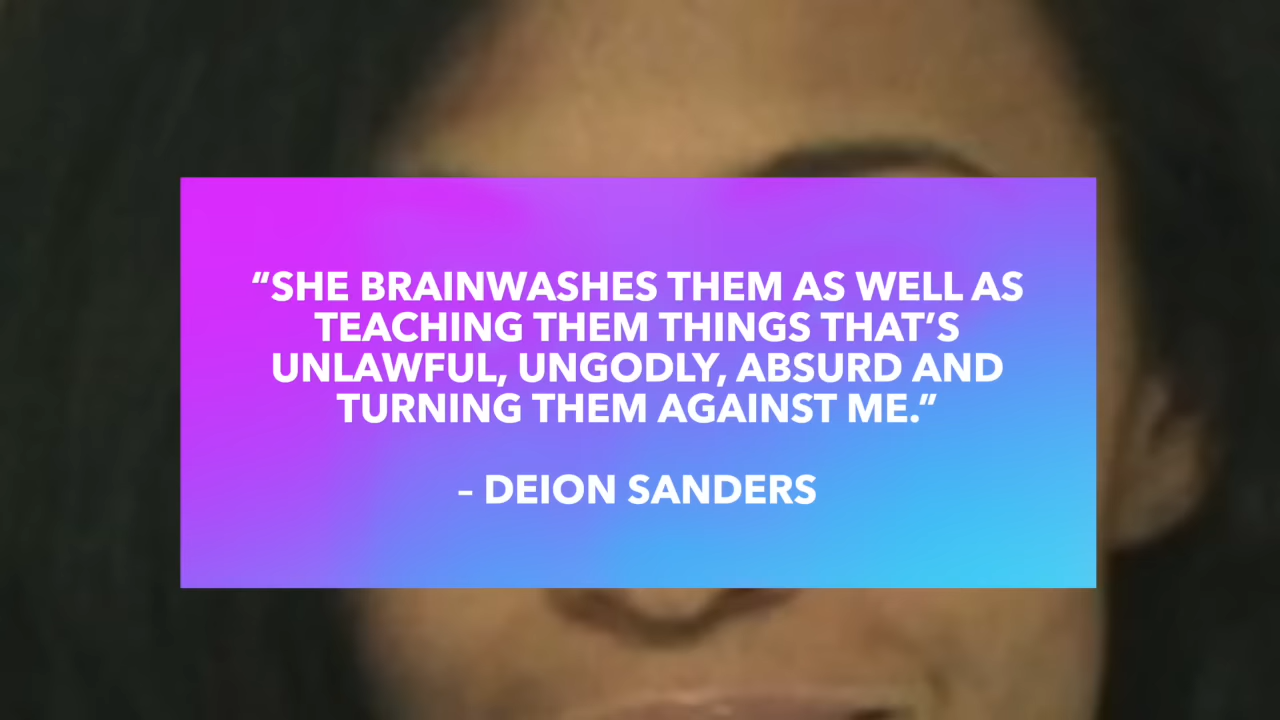 “SHE BRAINWASHES THEM AS WELL AS
TEACHING THEM THINGS THAT’S
UNLAWFUL, UNGODLY, ABSURD AND
TURNING THEM AGAINST ME.”
– DEION SANDERS